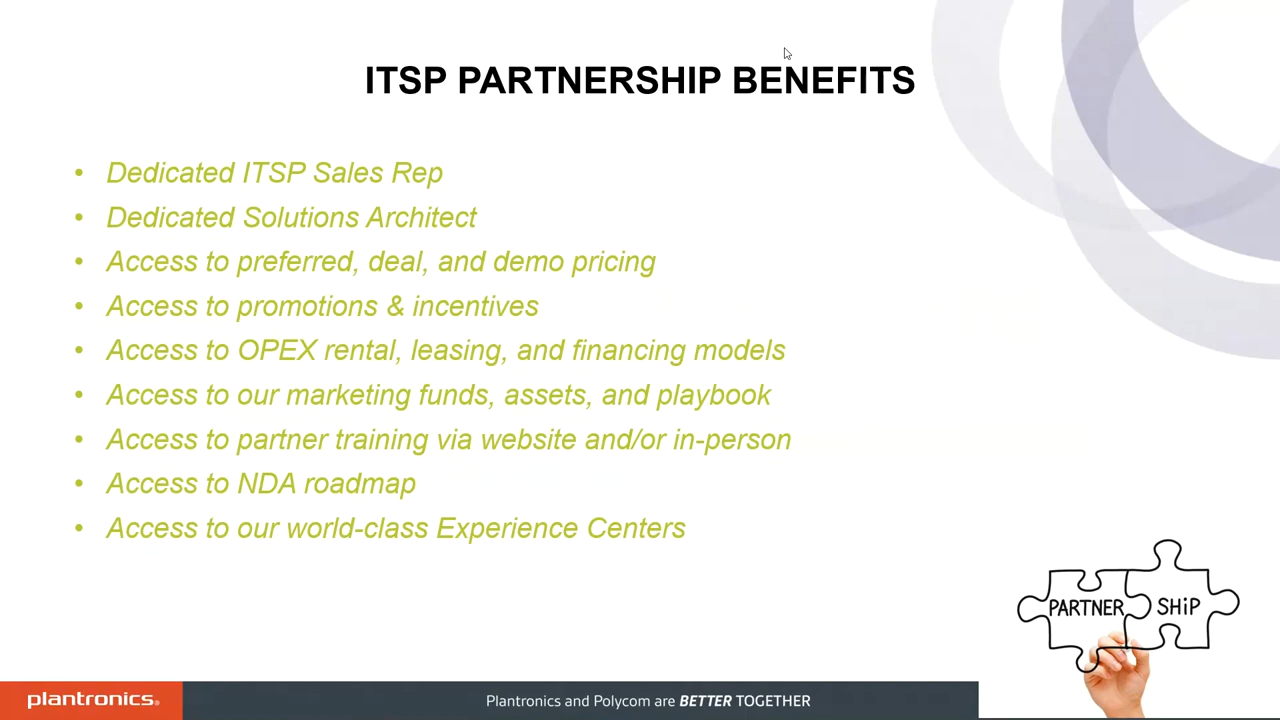 ITSP PARTNERSHIP BENEFITS
• Dedicated ITSP Sales Rep
• Dedicated Solutions Architect
• Access to preferred, deal, and demo pricing
• Access to promotions & incentives
• Access to OPEX rental, leasing, and financing models
• Access to our marketing funds, assets, and playbook
• Access to partner training via website and/or in-person
• Access to NDA roadmap
• Access to our world-class Experience Centers
PARTNER SHiP
plantronics.
Plantronics and Polycom are BETTER TOGETHER